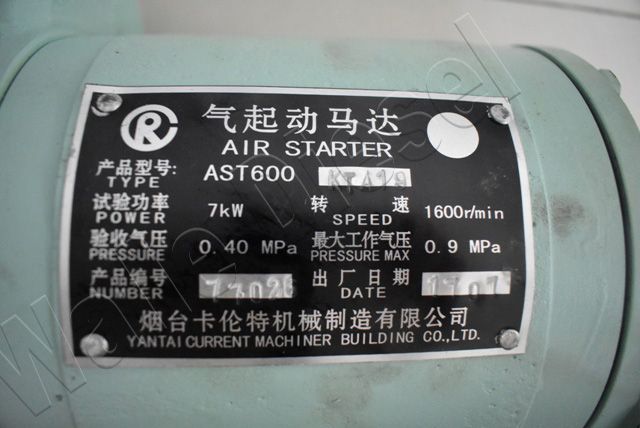 气起动马达
AIR STARTER
产品型号: AST600
TYPE
试验功率 7kW 转速 1600r/min
POWER SPEED
验收气压 0.40 MPa 最大工作气压 0.9 MPa
PRESSURE PRESSURE MAX
产品编号 出厂日期
NUMBER DATE
烟台卡伦特机械制造有限公司
YANTAI CURRENT MACHINER BUILDING CO.,LTD.